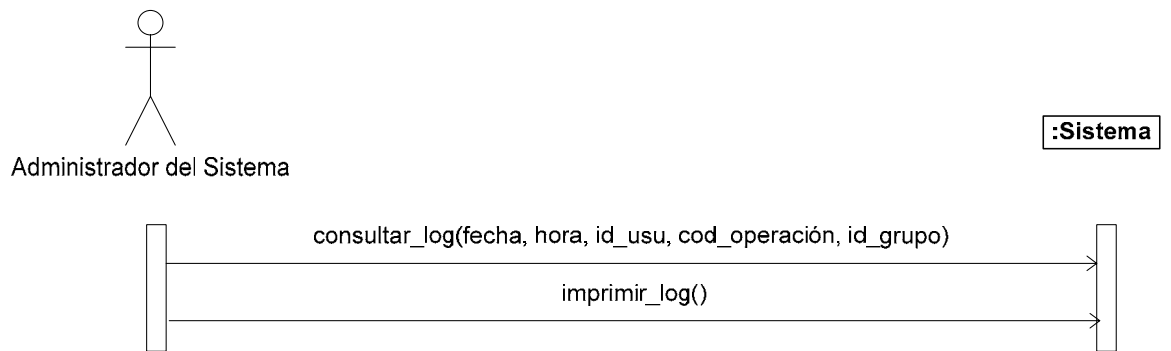 :Sistema
Administrador del Sistema
consultar_log(fecha, hora, id_usu, cod_operación, id_grupo)
imprimir_log()